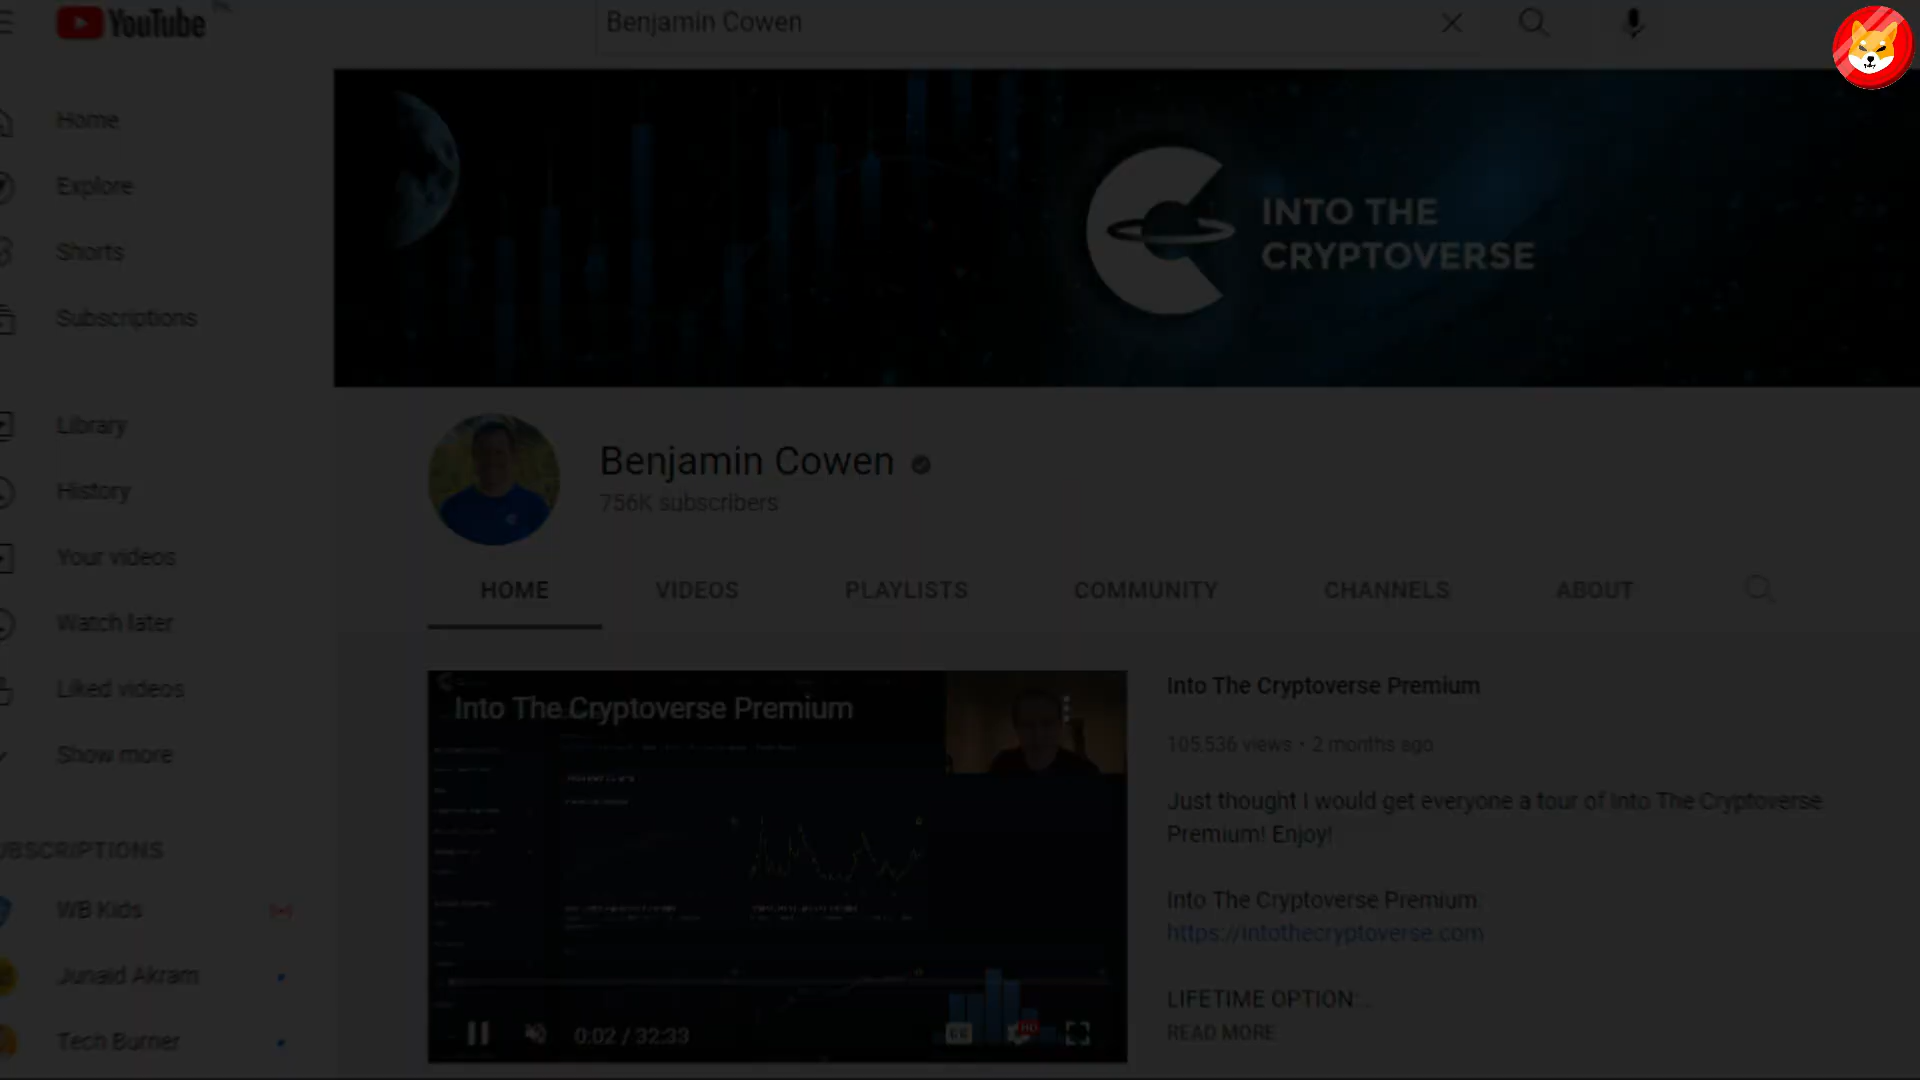 YouTube
Benjamin Cowen
Home
Explore
Shorts
Subscriptions
Library
History
Your videos
Watch later
Liked videos
Show more
UBSCRIPTIONS
WB Kids
Junaid Akram
Tech Burner
INTO THE
CRYPTOVERSE
Benjamin Cowen
756K subscribers
HOME VIDEOS PLAYLISTS COMMUNITY CHANNELS ABOUT
Into The Cryptoverse Premium
0:02 / 32:33
HD
Into The Cryptoverse Premium
105,536 views • 2 months ago
Just thought I would get everyone a tour of Into The Cryptoverse
Premium! Enjoy!
Into The Cryptoverse Premium:
https://intothecryptoverse.com
LIFETIME OPTION:...
READ MORE